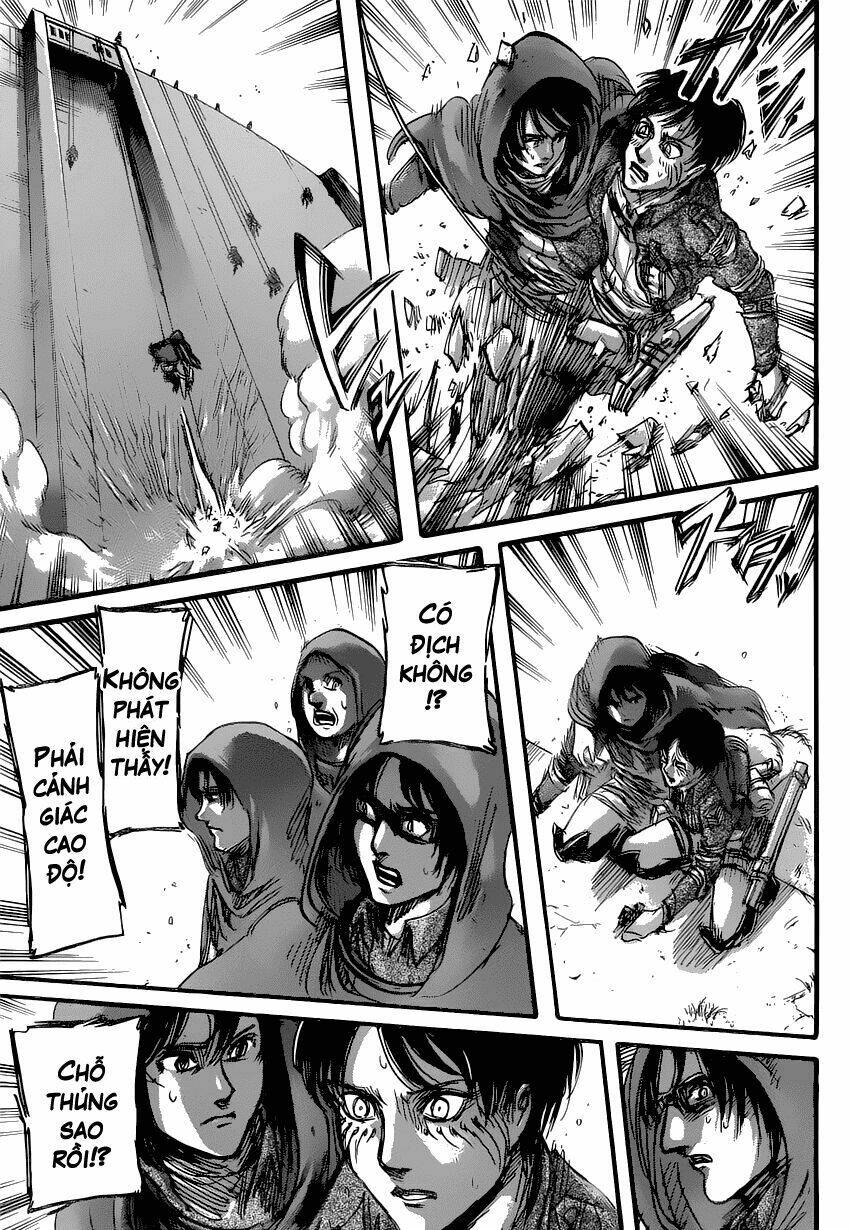 CÓ
ĐỊCH
KHÔNG
!?
KHÔNG
PHÁT
HIỆN
THẤY!
PHẢI
CẢNH
GIÁC
CAO
ĐỘ!
CHỖ
THỦNG
SAO
RỒI!?